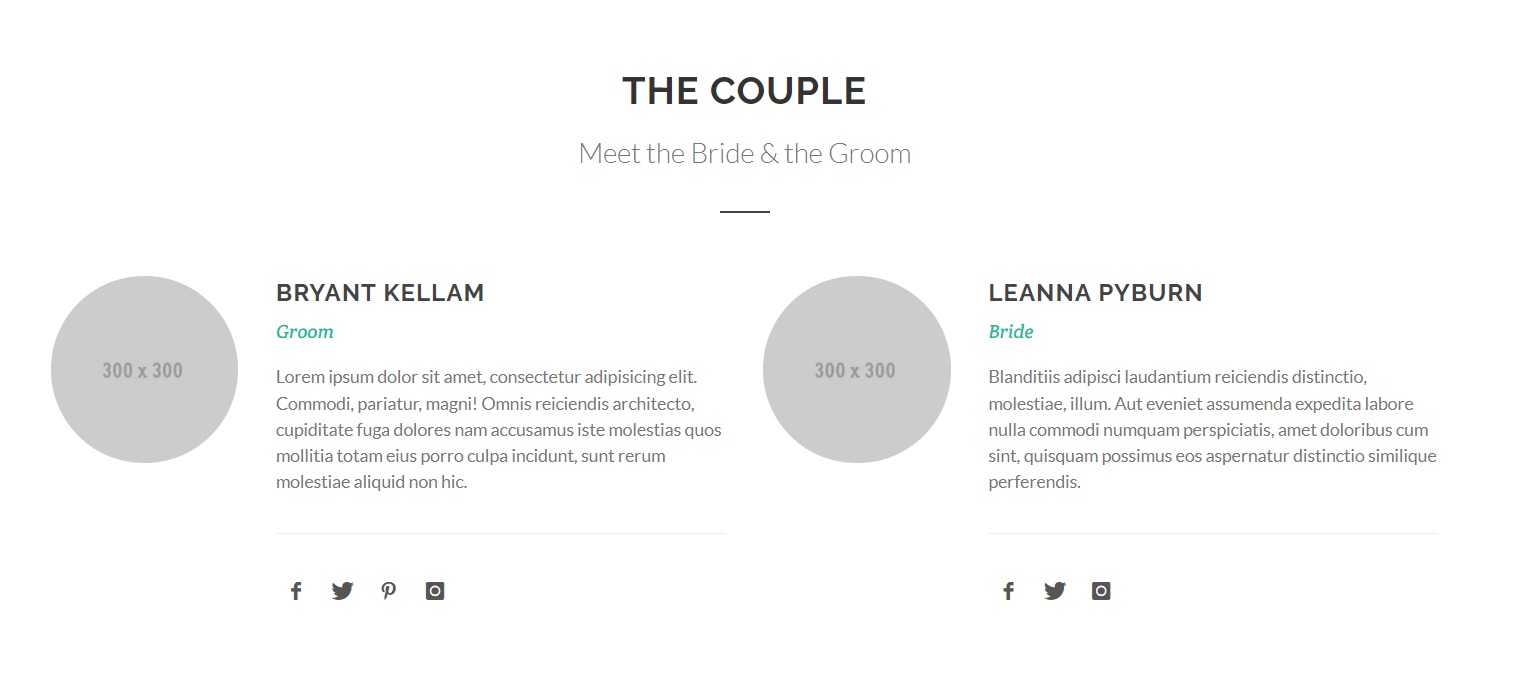 THE COUPLE
Meet the Bride & the Groom
300 x 300
BRYANT KELLAM
Groom
Lorem ipsum dolor sit amet, consectetur adipisicing elit.
Commodi, pariatur, magni! Omnis reiciendis architecto,
cupiditate fuga dolores nam accusamus iste molestias quos
mollitia totam eius porro culpa incidunt, sunt rerum
molestiae aliquid non hic.
300 x 300
LEANNA PYBURN
Bride
Blanditiis adipisci laudantium reiciendis distinctio,
molestiae, illum. Aut eveniet assumenda expedita labore
nulla commodi numquam perspiciatis, amet doloribus cum
sint, quisquam possimus eos aspernatur distinctio similique
perferendis.